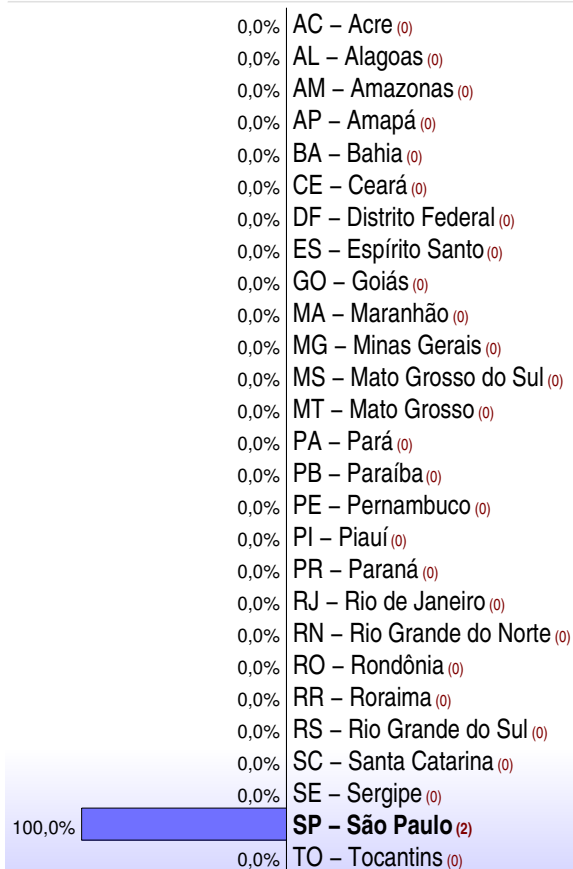 0,0% AC – Acre (0)
0,0% AL – Alagoas (0)
0,0% AM – Amazonas (0)
0,0% AP – Amapá (0)
0,0% BA – Bahia (0)
0,0% CE – Ceará (0)
0,0% DF – Distrito Federal (0)
0,0% ES – Espírito Santo (0)
0,0% GO – Goiás (0)
0,0% MA – Maranhão (0)
0,0% MG – Minas Gerais (0)
0,0% MS – Mato Grosso do Sul (0)
0,0% MT – Mato Grosso (0)
0,0% PA – Pará (0)
0,0% PB – Paraíba (0)
0,0% PE – Pernambuco (0)
0,0% PI – Piauí (0)
0,0% PR – Paraná (0)
0,0% RJ – Rio de Janeiro (0)
0,0% RN – Rio Grande do Norte (0)
0,0% RO – Rondônia (0)
0,0% RR – Roraima (0)
0,0% RS – Rio Grande do Sul (0)
0,0% SC – Santa Catarina (0)
0,0% SE – Sergipe (0)
100,0% SP – São Paulo (2)
0,0% TO – Tocantins (0)